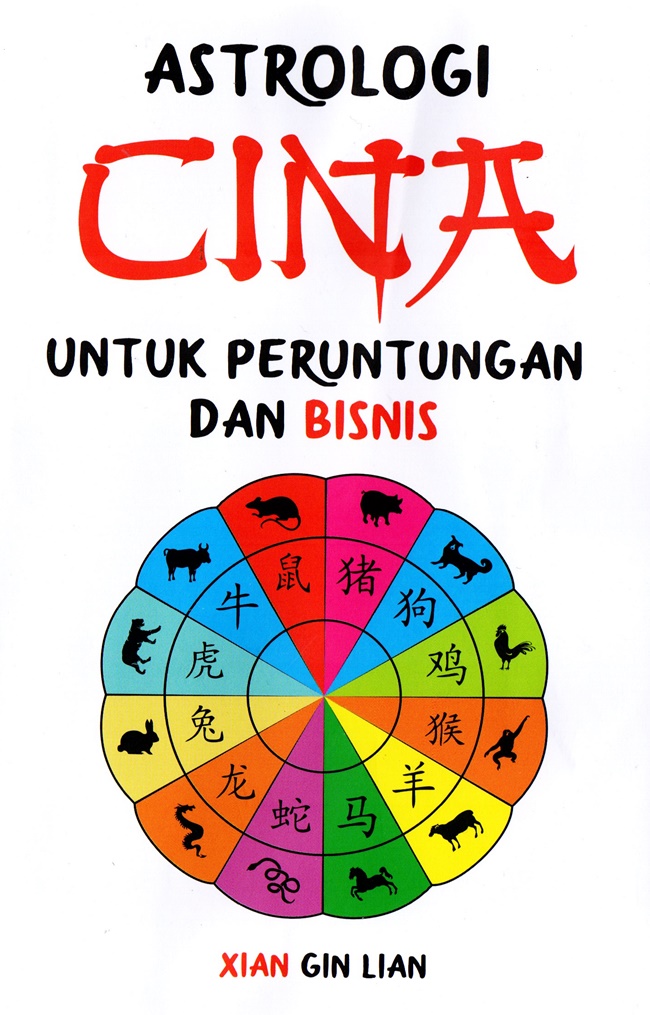 ASTROLOGI
CINA
UNTUK PERUNTUNGAN
DAN BISNIS
鼠
猪
牛
狗
虎
鸡
兔
猴
龙
羊
蛇
马
XIAN GIN LIAN